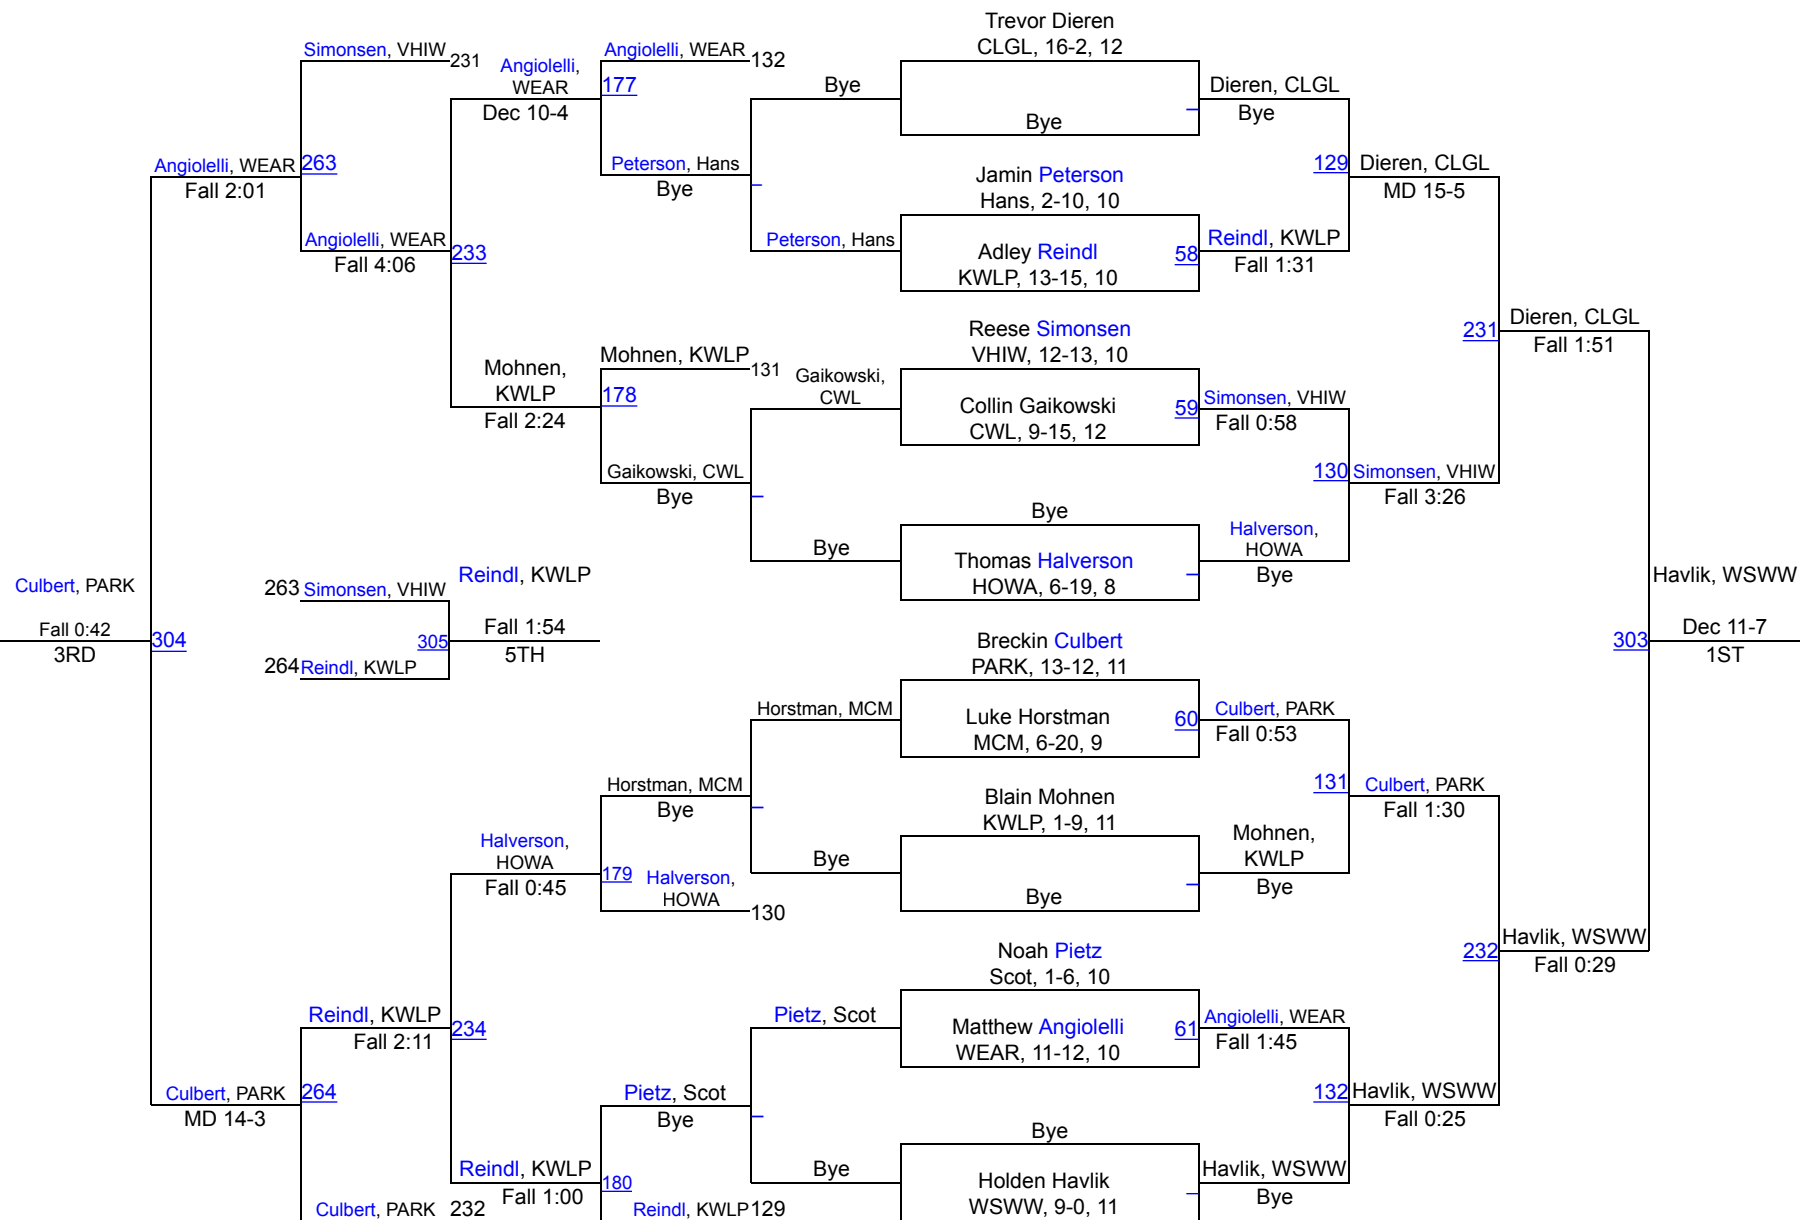 Trevor Dieren
CLGL, 16-2, 12
Simonsen, VHIW
231
Angiolelli,
WEAR
Dec 10-4
Angiolelli, WEAR
132
177
Bye
Bye
Dieren, CLGL
Bye
Angiolelli, WEAR
263
Fall 2:01
Peterson, Hans
Bye
Jamin Peterson
Hans, 2-10, 10
129
Dieren, CLGL
MD 15-5
Angiolelli, WEAR
Fall 4:06
233
Peterson, Hans
Adley Reindl
KWLP, 13-15, 10
58
Reindl, KWLP
Fall 1:31
Reese Simonsen
VHIW, 12-13, 10
231
Dieren, CLGL
Fall 1:51
Mohnen,
KWLP
Fall 2:24
Mohnen, KWLP
131
178
Gaikowski,
CWL
Collin Gaikowski
CWL, 9-15, 12
59
Simonsen, VHIW
Fall 0:58
Gaikowski, CWL
Bye
130
Simonsen, VHIW
Fall 3:26
Bye
Bye
Thomas Halverson
HOWA, 6-19, 8
Halverson,
HOWA
Bye
Culbert, PARK
Fall 0:42
3RD
304
263
Simonsen, VHIW
264
Reindl, KWLP
305
Reindl, KWLP
Fall 1:54
5TH
Havlik, WSWW
303
Dec 11-7
1ST
Breckin Culbert
PARK, 13-12, 11
Horstman, MCM
Luke Horstman
MCM, 6-20, 9
60
Culbert, PARK
Fall 0:53
Horstman, MCM
Bye
Blain Mohnen
KWLP, 1-9, 11
131
Culbert, PARK
Fall 1:30
Halverson,
HOWA
Fall 0:45
179
Halverson,
HOWA
130
Bye
Bye
Mohnen,
KWLP
Bye
Noah Pietz
Scot, 1-6, 10
232
Havlik, WSWW
Fall 0:29
Reindl, KWLP
Fall 2:11
234
Pietz, Scot
Matthew Angiolelli
WEAR, 11-12, 10
61
Angiolelli, WEAR
Fall 1:45
Culbert, PARK
MD 14-3
264
Pietz, Scot
Bye
132
Havlik, WSWW
Fall 0:25
Bye
Reindl, KWLP
Fall 1:00
180
Bye
Holden Havlik
WSWW, 9-0, 11
Havlik, WSWW
Bye
Culbert, PARK
232
Reindl, KWLP
129